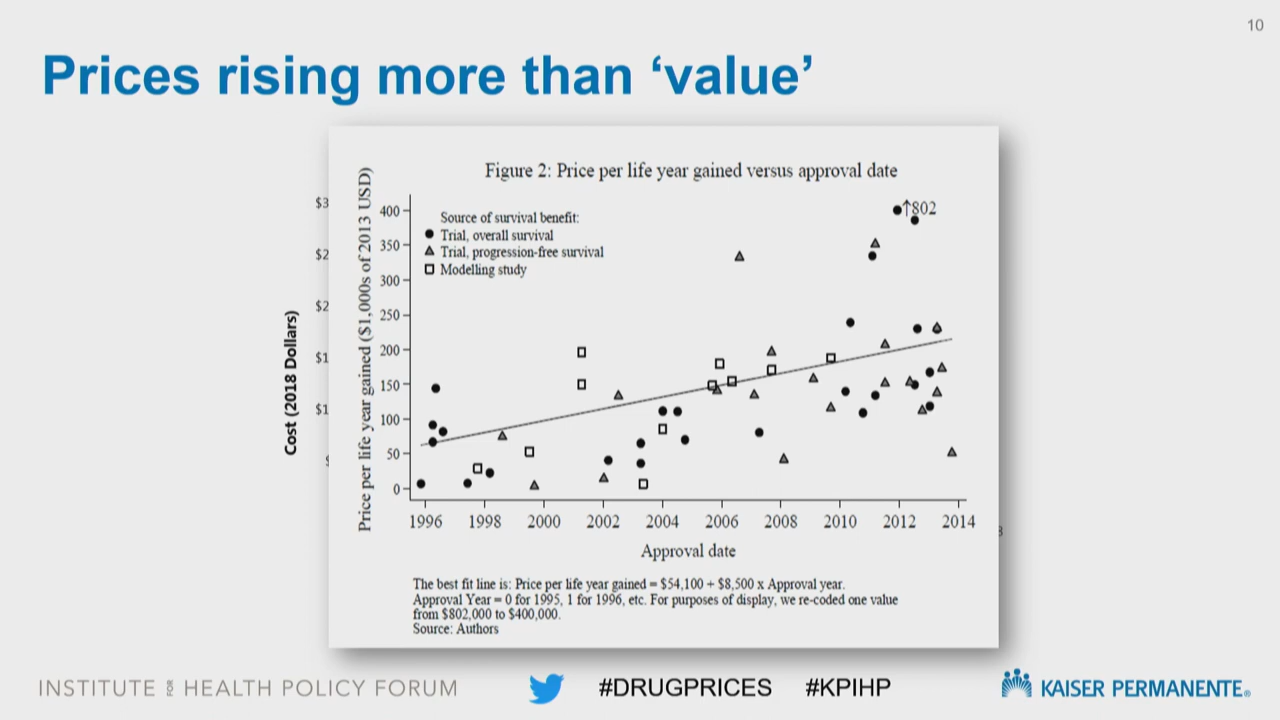 10
Prices rising more than ‘value’
Cost (2018 Dollars)
$3
$2
$2
$1
$1
Figure 2: Price per life year gained versus approval date
Price per life year gained ($1,000s of 2013 USD)
400
350
300
250
200
150
100
50
0
Source of survival benefit:
Trial, overall survival
Trial, progression-free survival
Modelling study
↑802
1996 1998 2000 2002 2004 2006 2008 2010 2012 2014
Approval date
The best fit line is: Price per life year gained = $54,100 + $8,500 x Approval year.
Approval Year = 0 for 1995, 1 for 1996, etc. For purposes of display, we re-coded one value
from $802,000 to $400,000.
Source: Authors
INSTITUTE FOR HEALTH POLICY FORUM
#DRUGPRICES #KPIHP
KAISER PERMANENTE®